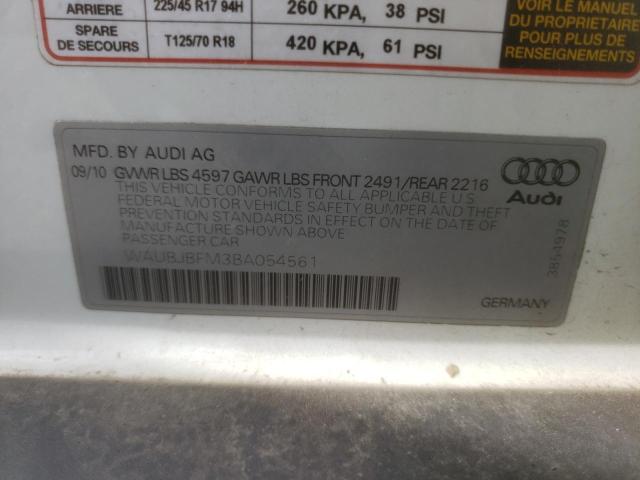 ARRIERE 225/45 R17 94H 260 KPA, 38 PSI
SPARE DE SECOURS T125/70 R18 420 KPA, 61 PSI
VOIR LE MANUEL
DU PROPRIETAIRE
POUR PLUS DE
RENSEIGNEMENTS
MFD. BY AUDI AG
09/10 GVWR LBS 4597 GAWR LBS FRONT 2491/REAR 2216
THIS VEHICLE CONFORMS TO ALL APPLICABLE U.S.
FEDERAL MOTOR VEHICLE SAFETY BUMPER AND THEFT
PREVENTION STANDARDS IN EFFECT ON THE DATE OF
MANUFACTURE SHOWN ABOVE
PASSENGER CAR
WAUBJBFM3BA054561
Audi
3854978
GERMANY